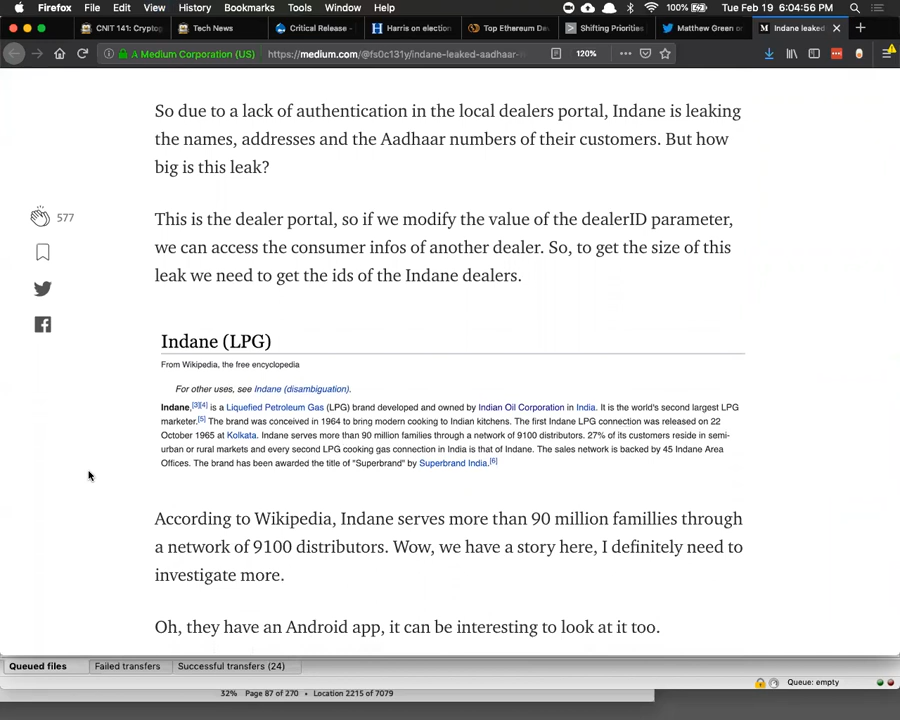 Firefox File Edit View History Bookmarks Tools Window Help 100% Tue Feb 19 6:04:56 PM
CNIT 141: Cryptog Tech News Critical Release - Harris on election Top Ethereum De Shifting Priorities Matthew Green on Indane leaked
A Medium Corporation (US) https://medium.com/@fs0c131y/indane-leaked-aadhaar- 120%
So due to a lack of authentication in the local dealers portal, Indane is leaking
the names, addresses and the Aadhaar numbers of their customers. But how
big is this leak?
577
This is the dealer portal, so if we modify the value of the dealerID parameter,
we can access the consumer infos of another dealer. So, to get the size of this
leak we need to get the ids of the Indane dealers.
Indane (LPG)
From Wikipedia, the free encyclopedia
For other uses, see Indane (disambiguation).
Indane,[3][4] is a Liquefied Petroleum Gas (LPG) brand developed and owned by Indian Oil Corporation in India. It is the world's second largest LPG
marketer.[5] The brand was conceived in 1964 to bring modern cooking to Indian kitchens. The first Indane LPG connection was released on 22
October 1965 at Kolkata. Indane serves more than 90 million families through a network of 9100 distributors. 27% of its customers reside in semi-
urban or rural markets and every second LPG cooking gas connection in India is that of Indane. The sales network is backed by 45 Indane Area
Offices. The brand has been awarded the title of "Superbrand" by Superbrand India.[6]
According to Wikipedia, Indane serves more than 90 million famillies through
a network of 9100 distributors. Wow, we have a story here, I definitely need to
investigate more.
Oh, they have an Android app, it can be interesting to look at it too.
Queued files Failed transfers Successful transfers (24)
Queue: empty
32% Page 87 of 270 • Location 2215 of 7079